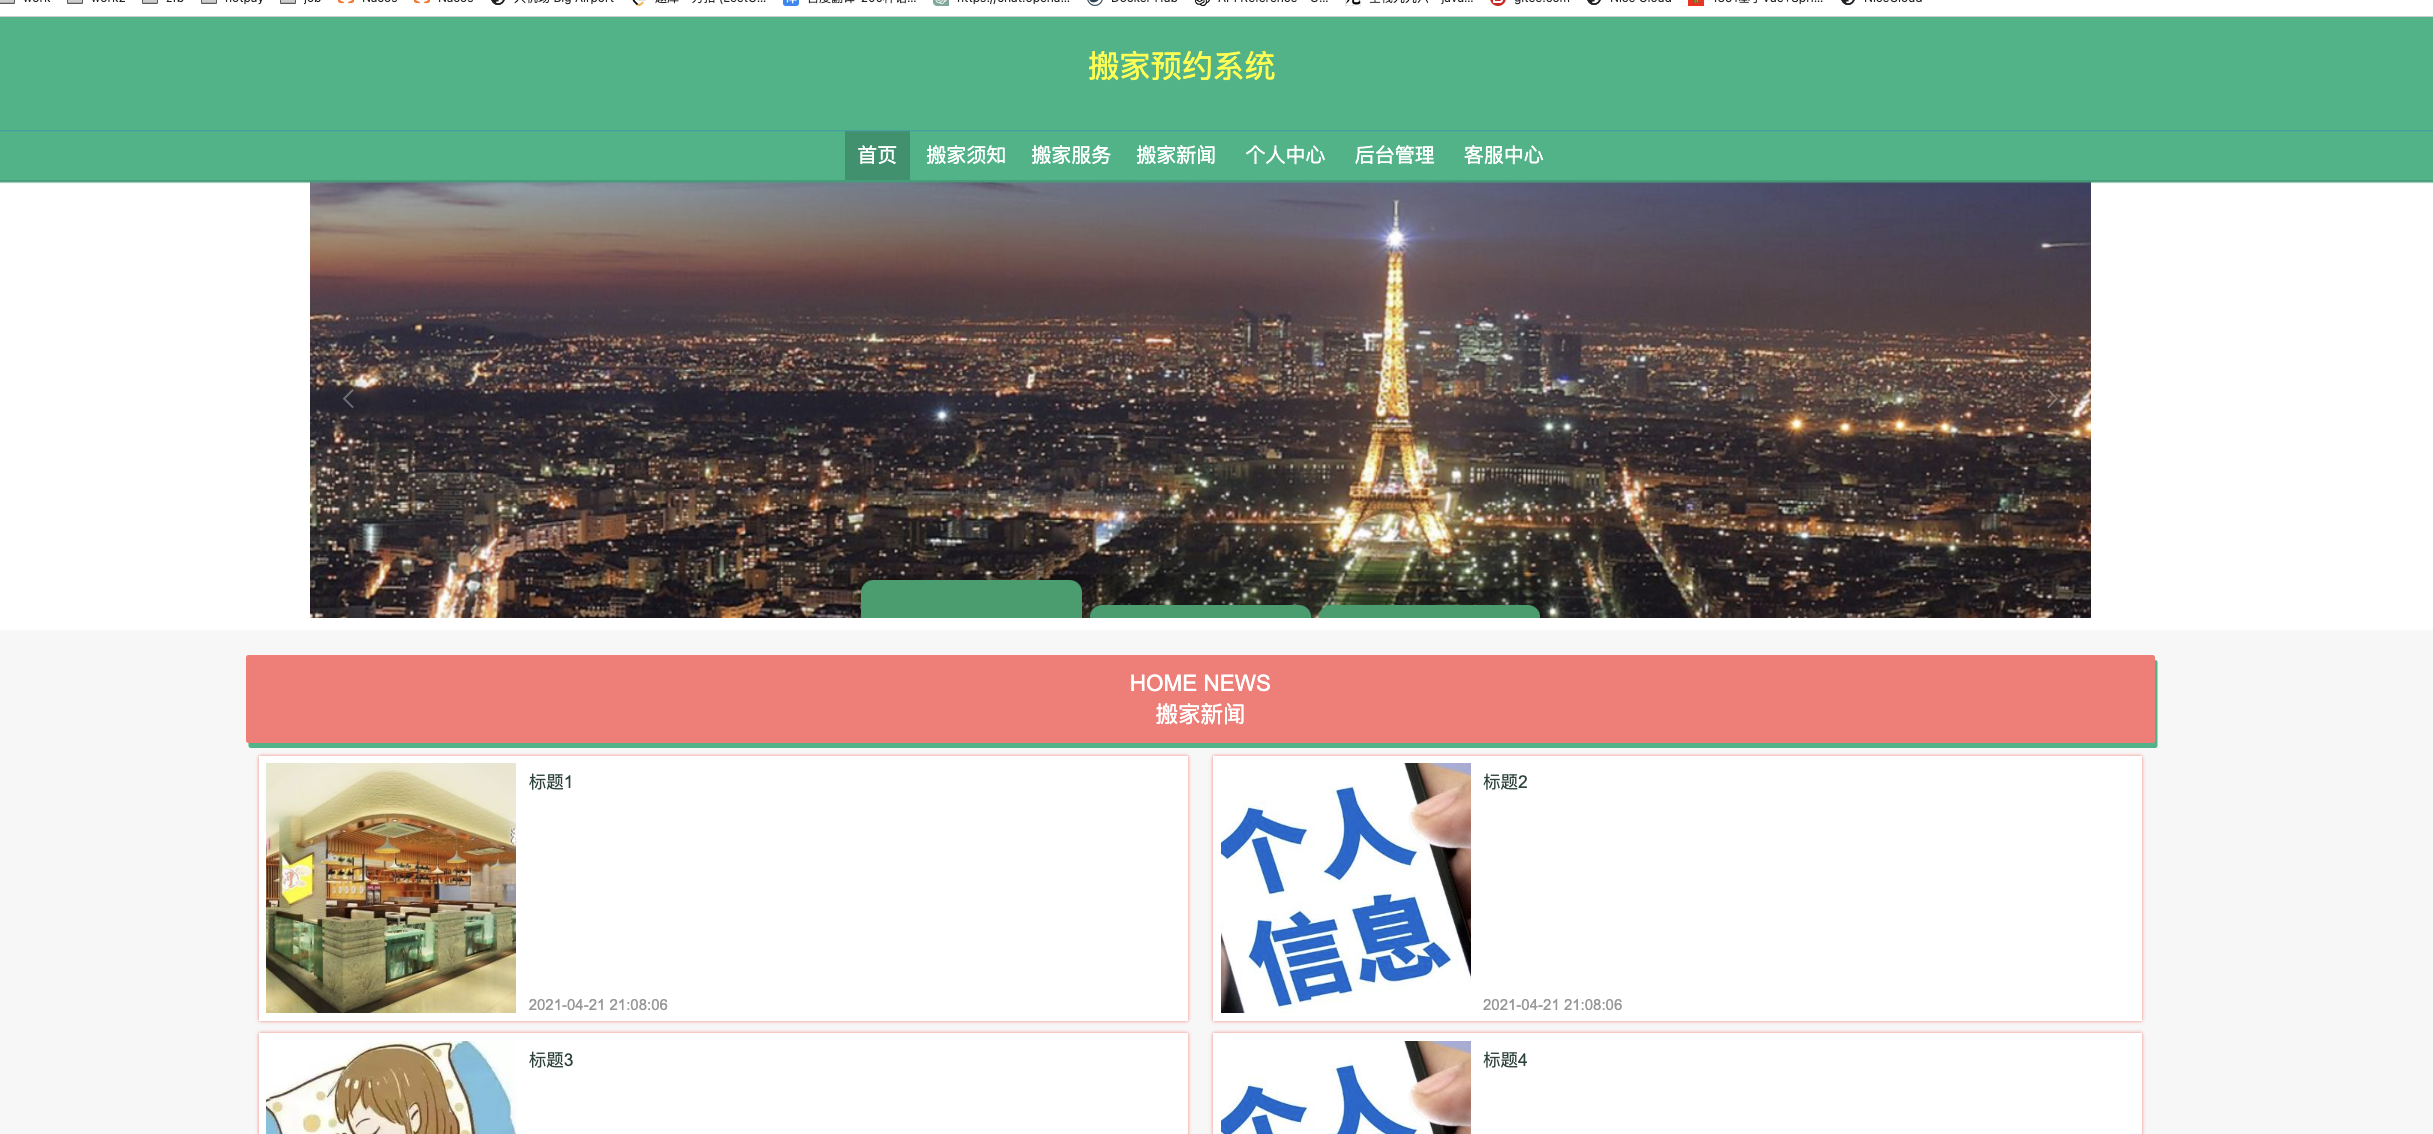 搬家预约系统
首页 搬家须知 搬家服务 搬家新闻 个人中心 后台管理 客服中心
HOME NEWS
搬家新闻
标题1
2021-04-21 21:08:06
个人
信息
标题2
2021-04-21 21:08:06
标题3
个人
标题4